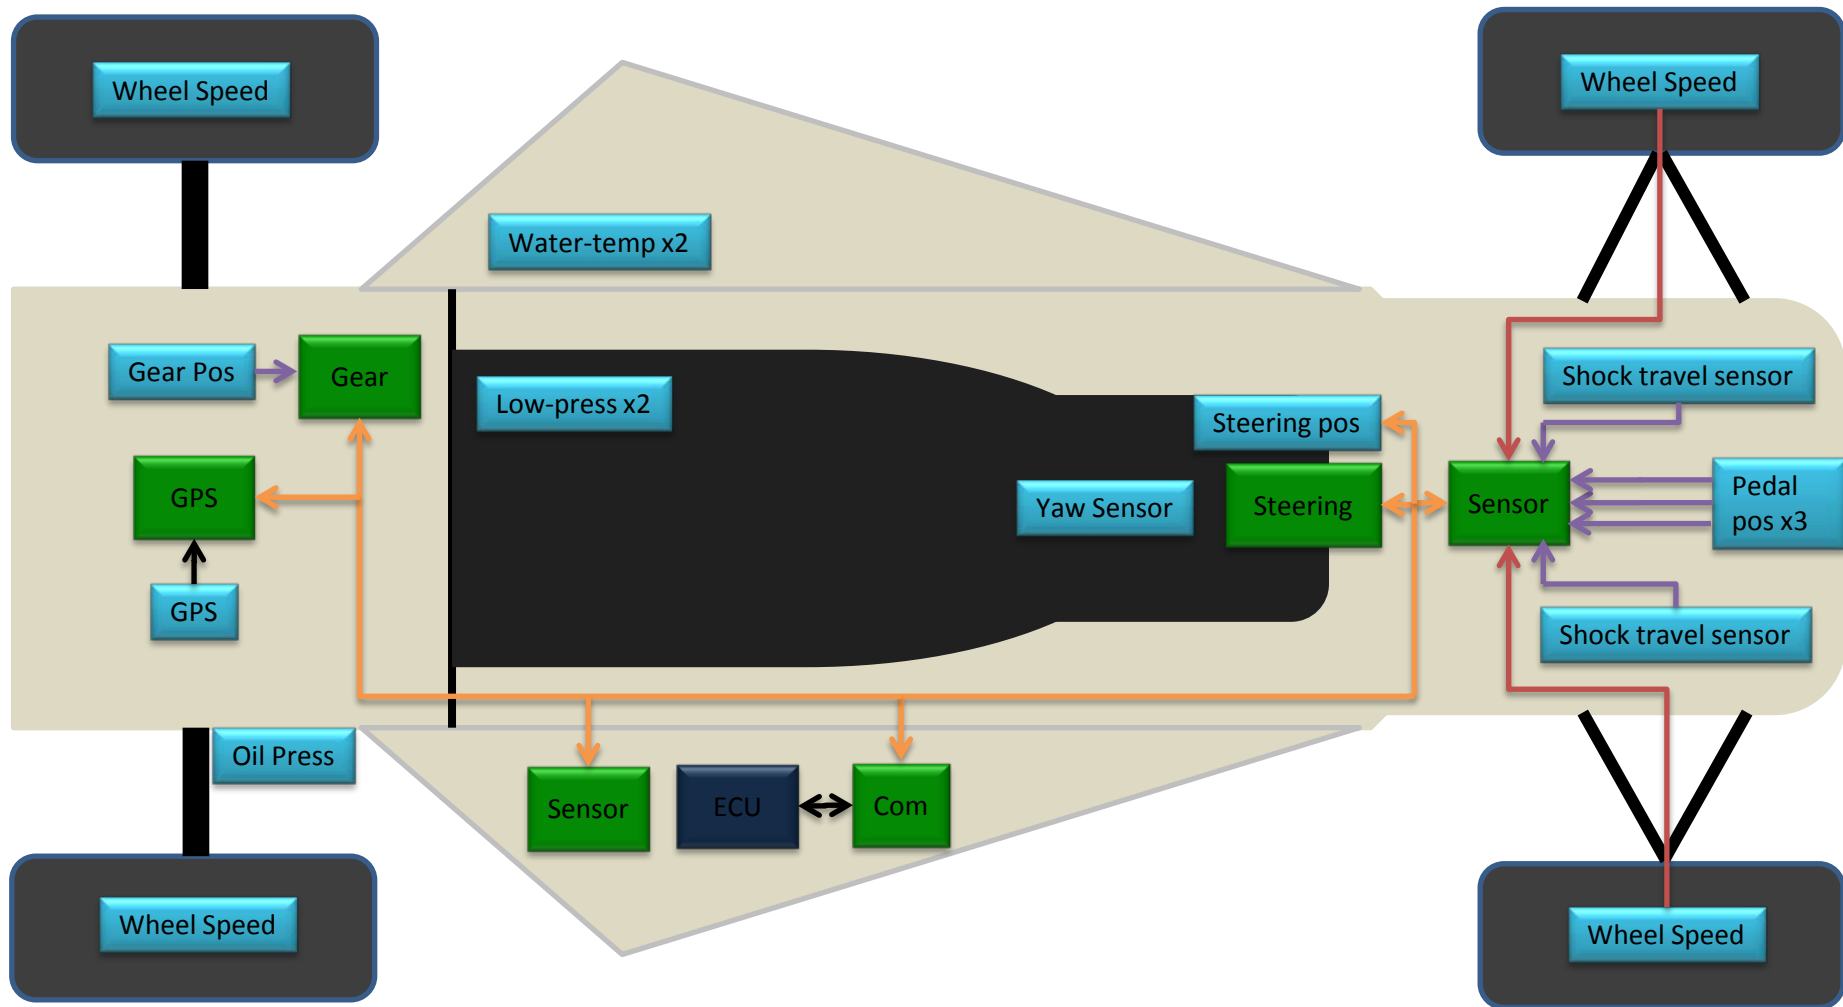 Wheel Speed
Wheel Speed
Water-temp x2
Gear Pos
Gear
Low-press x2
Shock travel sensor
Steering pos
GPS
Yaw Sensor
Steering
Sensor
Pedal
pos x3
GPS
Shock travel sensor
Oil Press
Sensor
ECU
Com
Wheel Speed
Wheel Speed